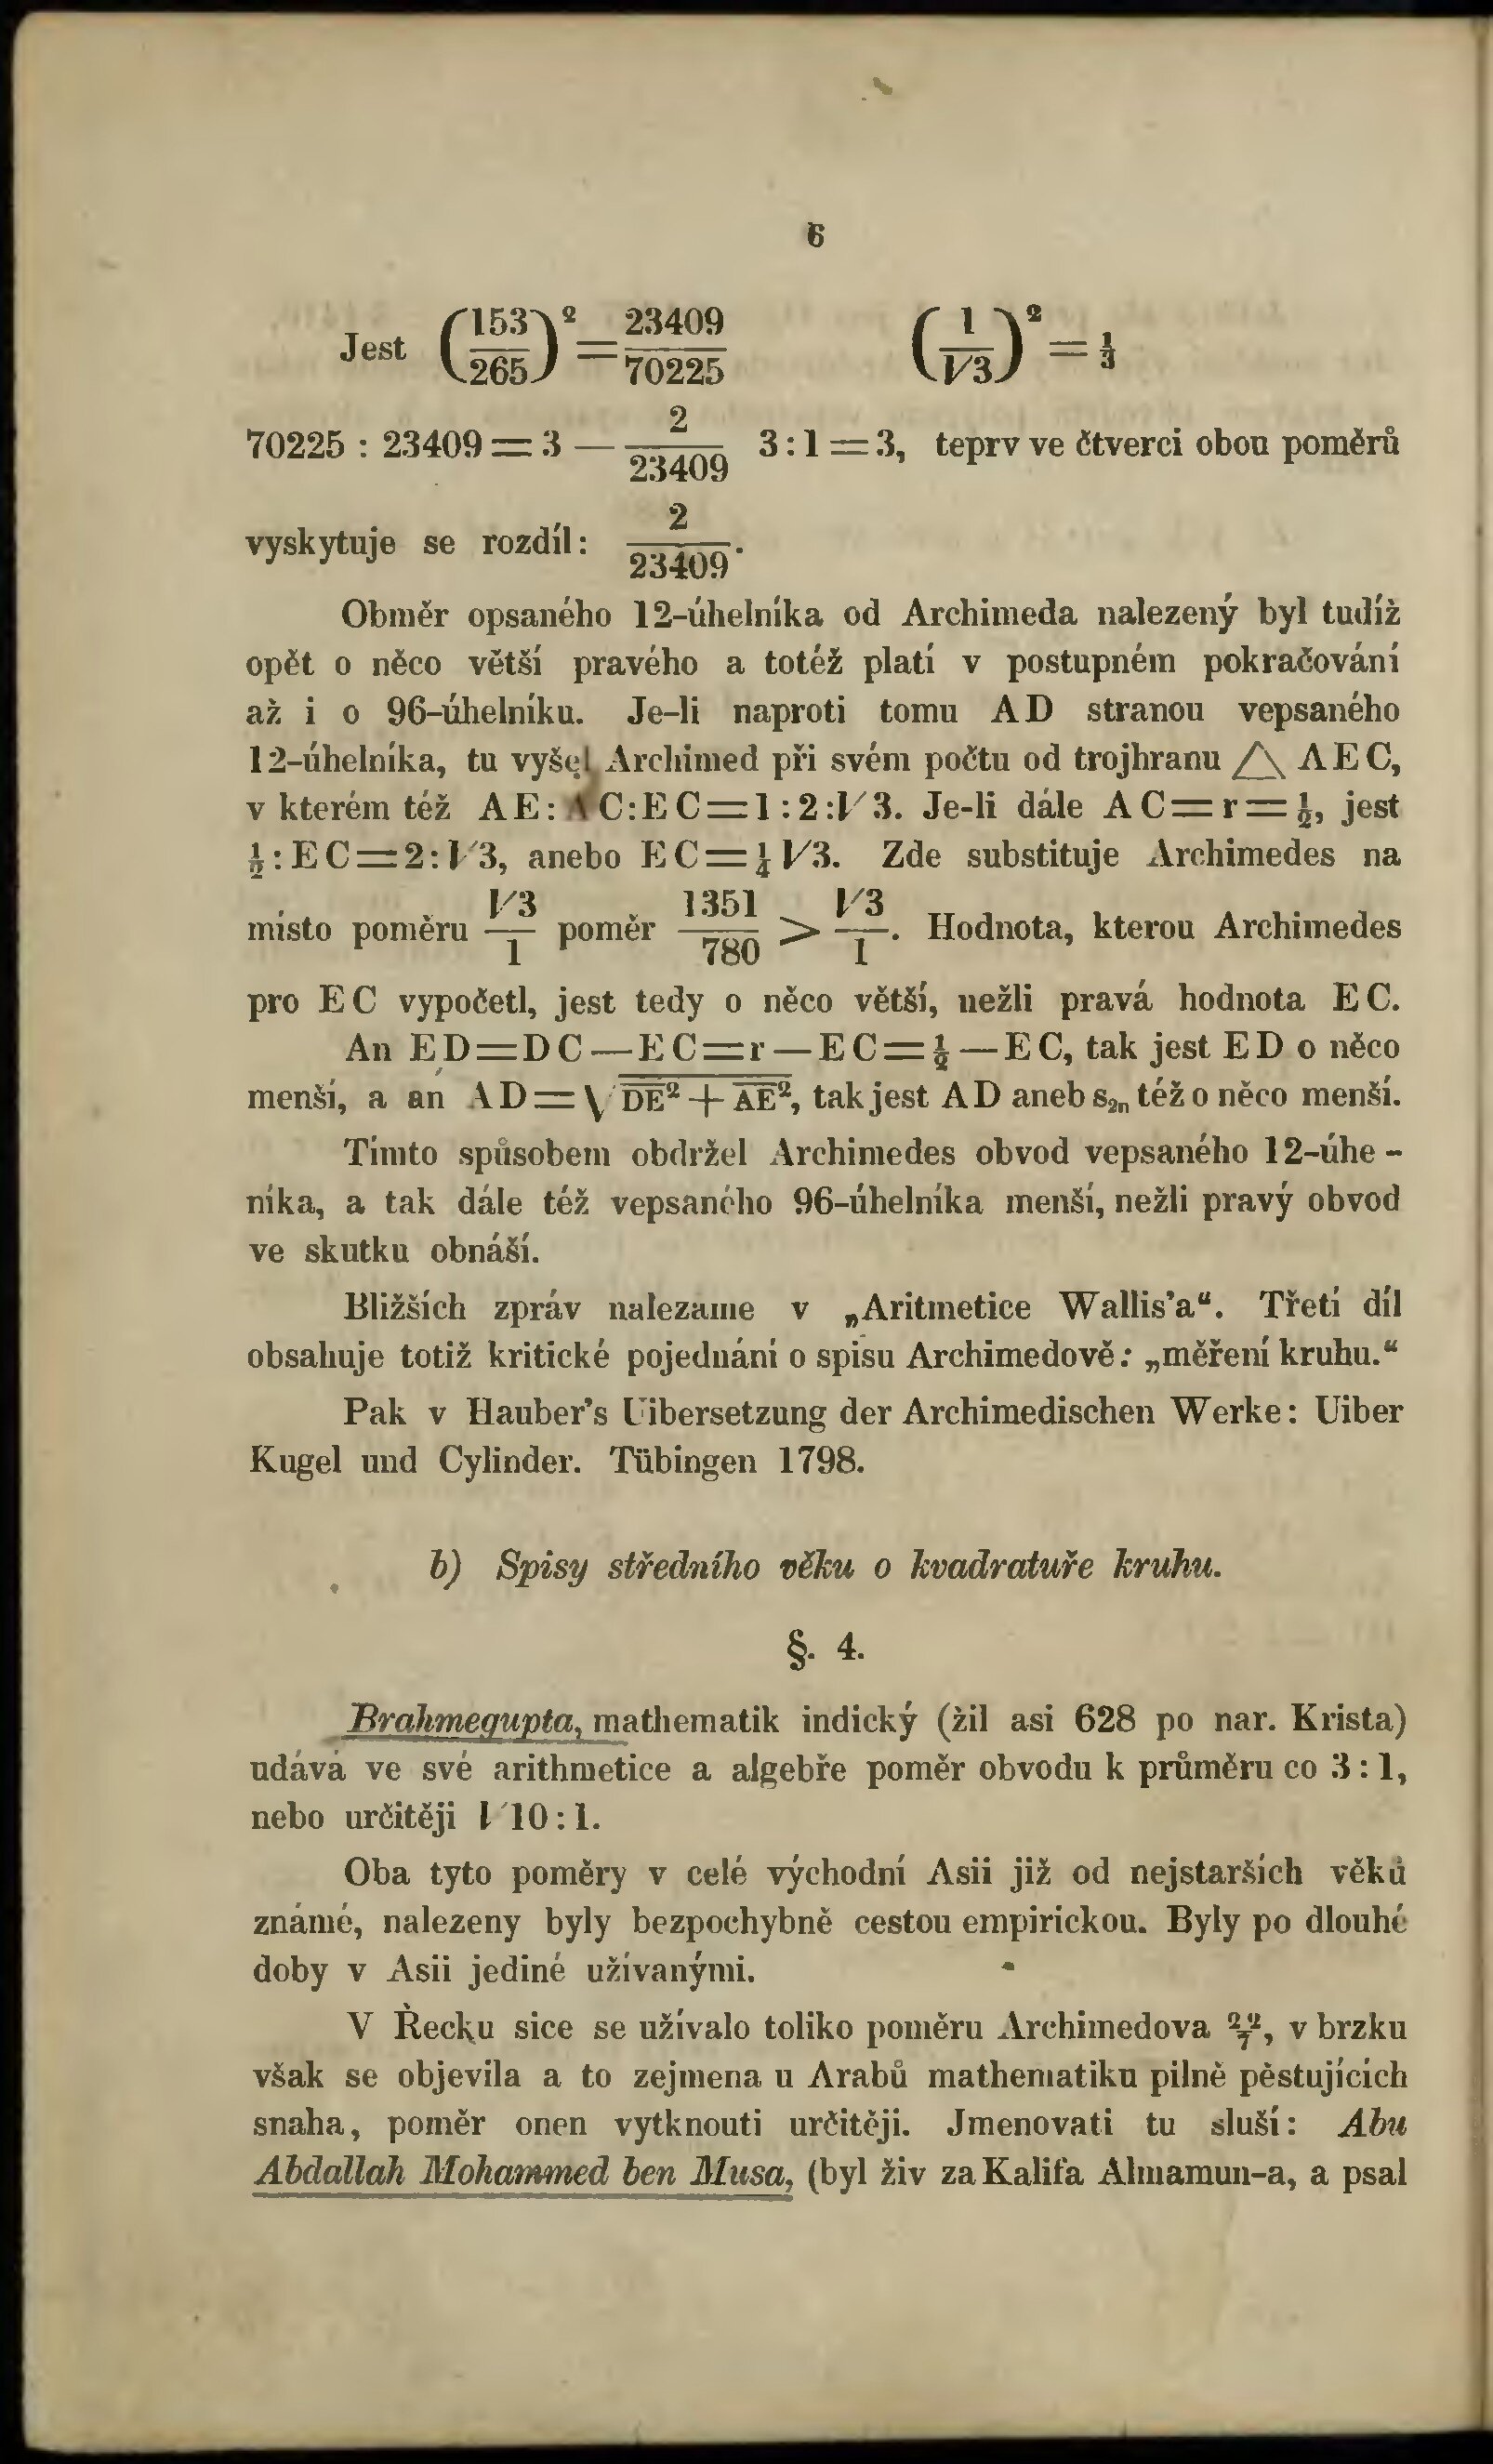 6
Jest (153/265)² = 23409/70225 (1/√3)² = ⅓
70225 : 23409 = 3 — 2/23409 3 : 1 = 3, teprv ve čtverci obou poměrů
vyskytuje se rozdíl: 2/23409.
Obměr opsaného 12-úhelníka od Archimeda nalezený byl tudíž
opět o něco větší pravého a totéž platí v postupném pokračování
až i o 96-úhelníku. Je-li naproti tomu AD stranou vepsaného
12-úhelníka, tu vyšel Archimed při svém počtu od trojhranu △ AEC,
v kterém též AE : AC : EC = 1 : 2 : √3. Je-li dále AC = r = ½, jest
½ : EC = 2 : √3, anebo EC = ¼ √3. Zde substituje Archimedes na
místo poměru √3/1 poměr 1351/780 > √3/1. Hodnota, kterou Archimedes
pro EC vypočetl, jest tedy o něco větší, nežli pravá hodnota EC.
An ED = DC — EC = r — EC = ½ — EC, tak jest ED o něco
menší, a an AD = √DE² + AE², tak jest AD aneb s₂ₙ též o něco menší.
Tímto spůsobem obdržel Archimedes obvod vepsaného 12-úhe-
níka, a tak dále též vepsaného 96-úhelníka menší, nežli pravý obvod
ve skutku obnáší.
Bližších zpráv nalezame v „Aritmetice Wallis’a“. Třetí díl
obsahuje totiž kritické pojednání o spisu Archimedově: „měření kruhu.“
Pak v Hauber’s Uibersetzung der Archimedischen Werke: Uiber
Kugel und Cylinder. Tübingen 1798.
b) Spisy středního věku o kvadratuře kruhu.
§. 4.
Brahmegupta, mathematik indický (žil asi 628 po nar. Krista)
udává ve své arithmetice a algebře poměr obvodu k průměru co 3 : 1,
nebo určitěji √10 : 1.
Oba tyto poměry v celé východní Asii již od nejstarších věků
známé, nalezeny byly bezpochybně cestou empirickou. Byly po dlouhé
doby v Asii jediné užívanými.
V Řecku sice se užívalo toliko poměru Archimedova 22/7, v brzku
však se objevila a to zejmena u Arabů mathematiku pilně pěstujících
snaha, poměr onen vytknouti určitěji. Jmenovati tu sluší: Abu
Abdallah Mohammed ben Musa, (byl živ za Kalifa Almamun-a, a psal